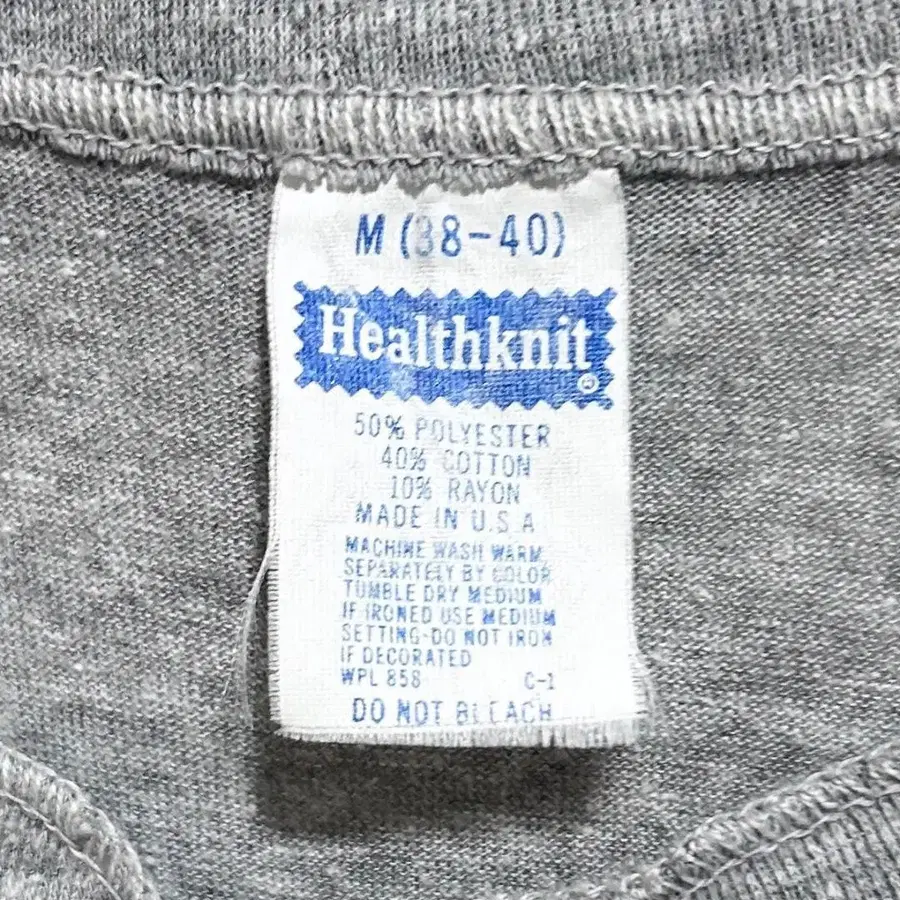 M (38-40)
Healthknit®
50% POLYESTER
40% COTTON
10% RAYON
MADE IN U.S.A
MACHINE WASH WARM
SEPARATELY BY COLOR
TUMBLE DRY MEDIUM
IF IRONED USE MEDIUM
SETTING-DO NOT IRON
IF DECORATED
WPL 858 C-1
DO NOT BLEACH